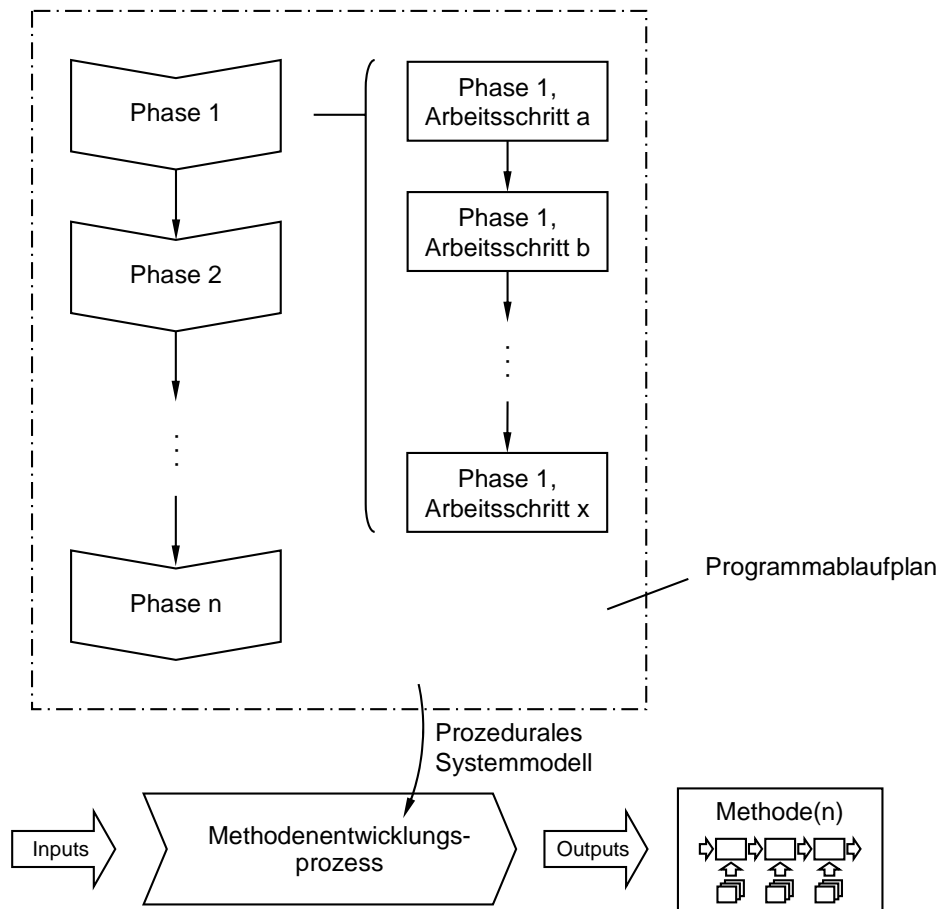 Phase 1
Phase 1,
Arbeitsschritt a
Phase 2
Phase 1,
Arbeitsschritt b
Phase 1,
Arbeitsschritt x
Phase n
Programmablaufplan
Prozedurales
Systemmodell
Inputs
Methodenentwicklungs-
prozess
Outputs
Methode(n)